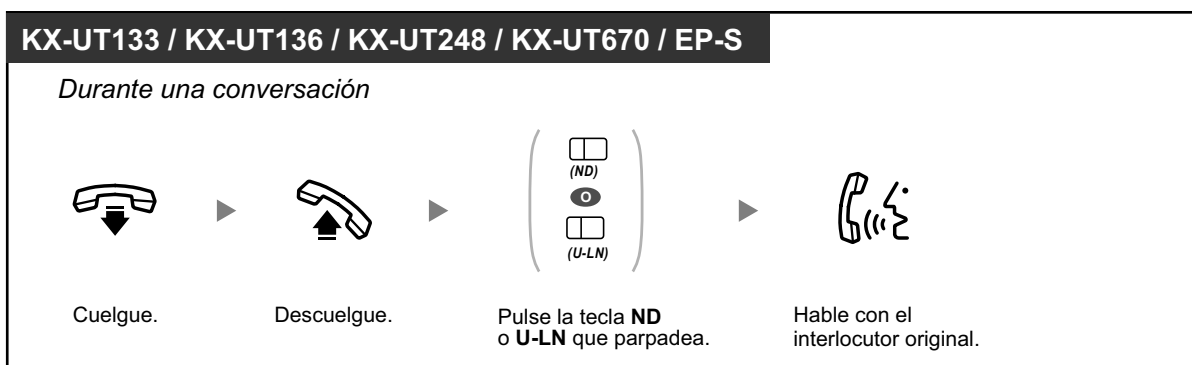 KX-UT133 / KX-UT136 / KX-UT248 / KX-UT670 / EP-S
Durante una conversación
(ND)
O
(U-LN)
Cuelgue.
Descuelgue.
Pulse la tecla ND
o U-LN que parpadea.
Hable con el
interlocutor original.